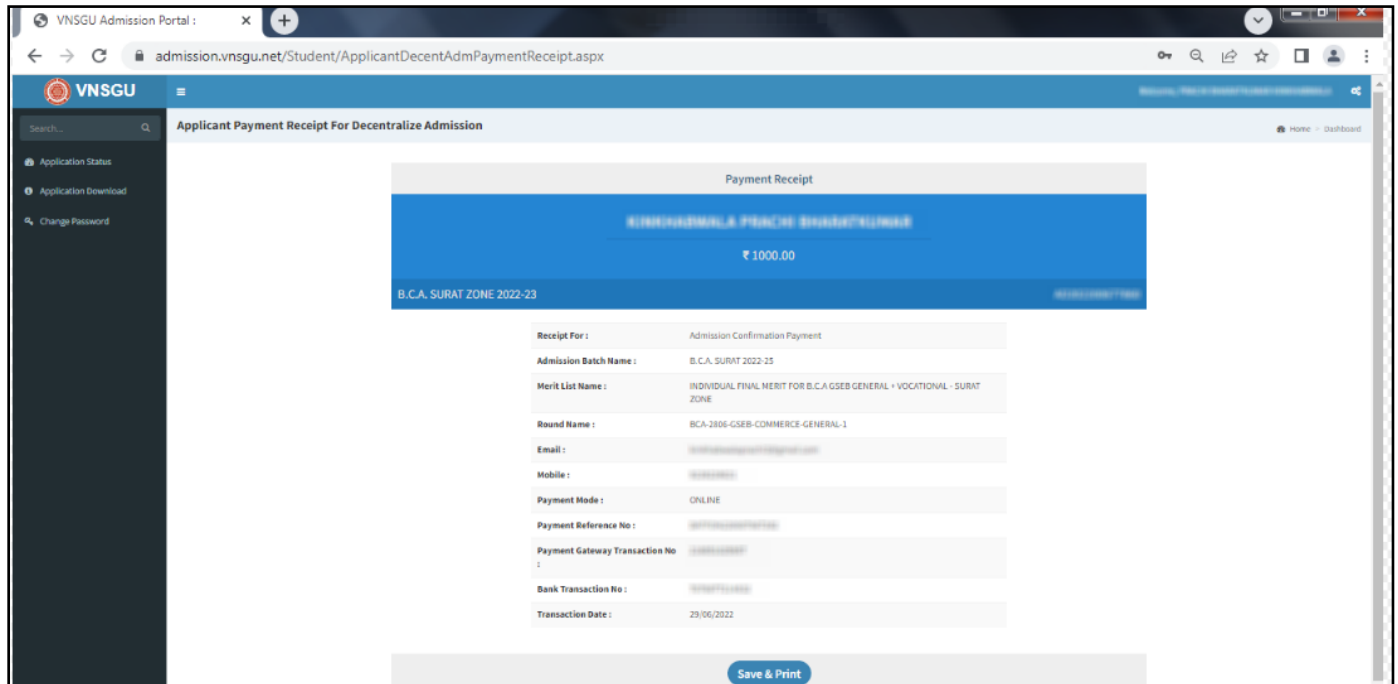 VNSGU Admission Portal :
admission.vnsgu.net/Student/ApplicantDecentAdmPaymentReceipt.aspx
VNSGU
Search...
Applicant Payment Receipt For Decentralize Admission
Home > Dashboard
Application Status
Application Download
Change Password
Payment Receipt
₹ 1000.00
B.C.A. SURAT ZONE 2022-23
Receipt For : Admission Confirmation Payment
Admission Batch Name : B.C.A. SURAT 2022-25
Merit List Name : INDIVIDUAL FINAL MERIT FOR B.C.A GSEB GENERAL + VOCATIONAL - SURAT
ZONE
Round Name : BCA-2806-GSEB-COMMERCE-GENERAL-1
Email :
Mobile :
Payment Mode : ONLINE
Payment Reference No :
Payment Gateway Transaction No
:
Bank Transaction No :
Transaction Date : 29/06/2022
Save & Print